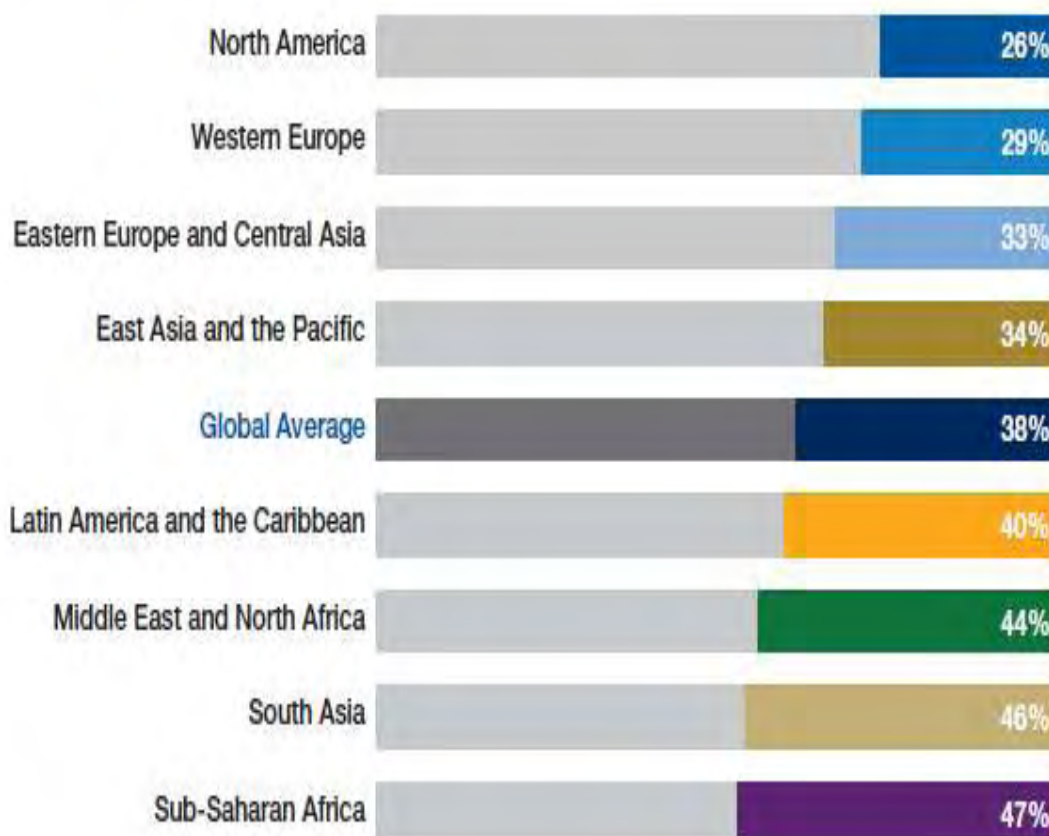 North America 26%
Western Europe 29%
Eastern Europe and Central Asia 33%
East Asia and the Pacific 34%
Global Average 38%
Latin America and the Caribbean 40%
Middle East and North Africa 44%
South Asia 46%
Sub-Saharan Africa 47%